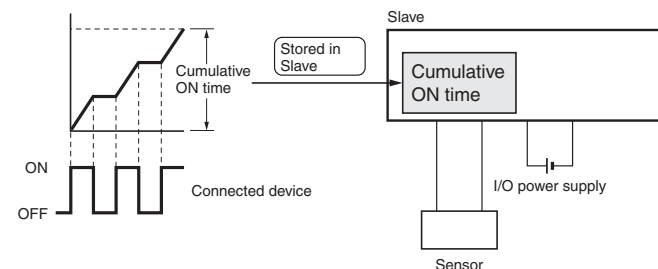 Slave
Stored in
Slave
Cumulative
ON time
Cumulative
ON time
ON
OFF
Connected device
I/O power supply
Sensor